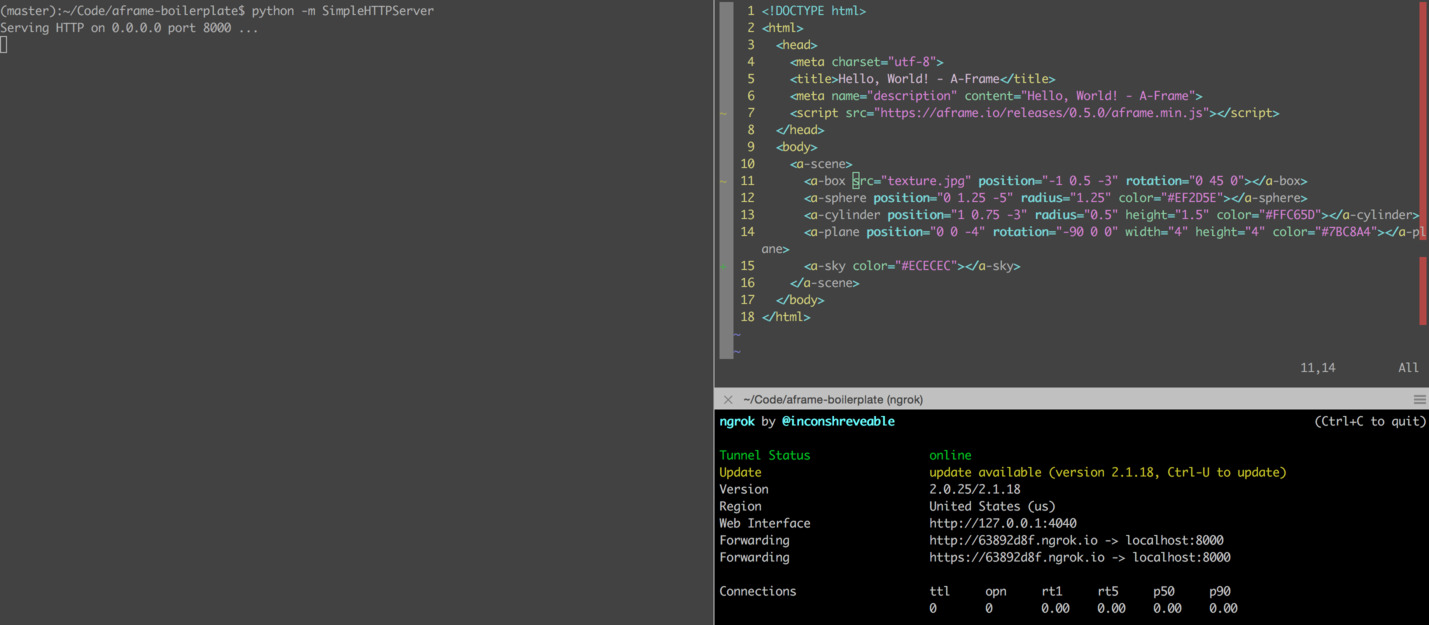 (master):~/Code/aframe-boilerplate$ python -m SimpleHTTPServer
Serving HTTP on 0.0.0.0 port 8000 ...
1 <!DOCTYPE html>
2 <html>
3   <head>
4     <meta charset="utf-8">
5     <title>Hello, World! - A-Frame</title>
6     <meta name="description" content="Hello, World! - A-Frame">
~ 7     <script src="https://aframe.io/releases/0.5.0/aframe.min.js"></script>
8   </head>
9   <body>
10     <a-scene>
~ 11       <a-box src="texture.jpg" position="-1 0.5 -3" rotation="0 45 0"></a-box>
12       <a-sphere position="0 1.25 -5" radius="1.25" color="#EF2D5E"></a-sphere>
13       <a-cylinder position="1 0.75 -3" radius="0.5" height="1.5" color="#FFC65D"></a-cylinder>
14       <a-plane position="0 0 -4" rotation="-90 0 0" width="4" height="4" color="#7BC8A4"></a-pl
ane>
15       <a-sky color="#ECECEC"></a-sky>
16     </a-scene>
17   </body>
18 </html>
~
~
11,14 All
~/Code/aframe-boilerplate (ngrok)
ngrok by @inconshreveable (Ctrl+C to quit)
Tunnel Status online
Update update available (version 2.1.18, Ctrl-U to update)
Version 2.0.25/2.1.18
Region United States (us)
Web Interface http://127.0.0.1:4040
Forwarding http://63892d8f.ngrok.io -> localhost:8000
Forwarding https://63892d8f.ngrok.io -> localhost:8000
Connections ttl opn rt1 rt5 p50 p90
0 0 0.00 0.00 0.00 0.00